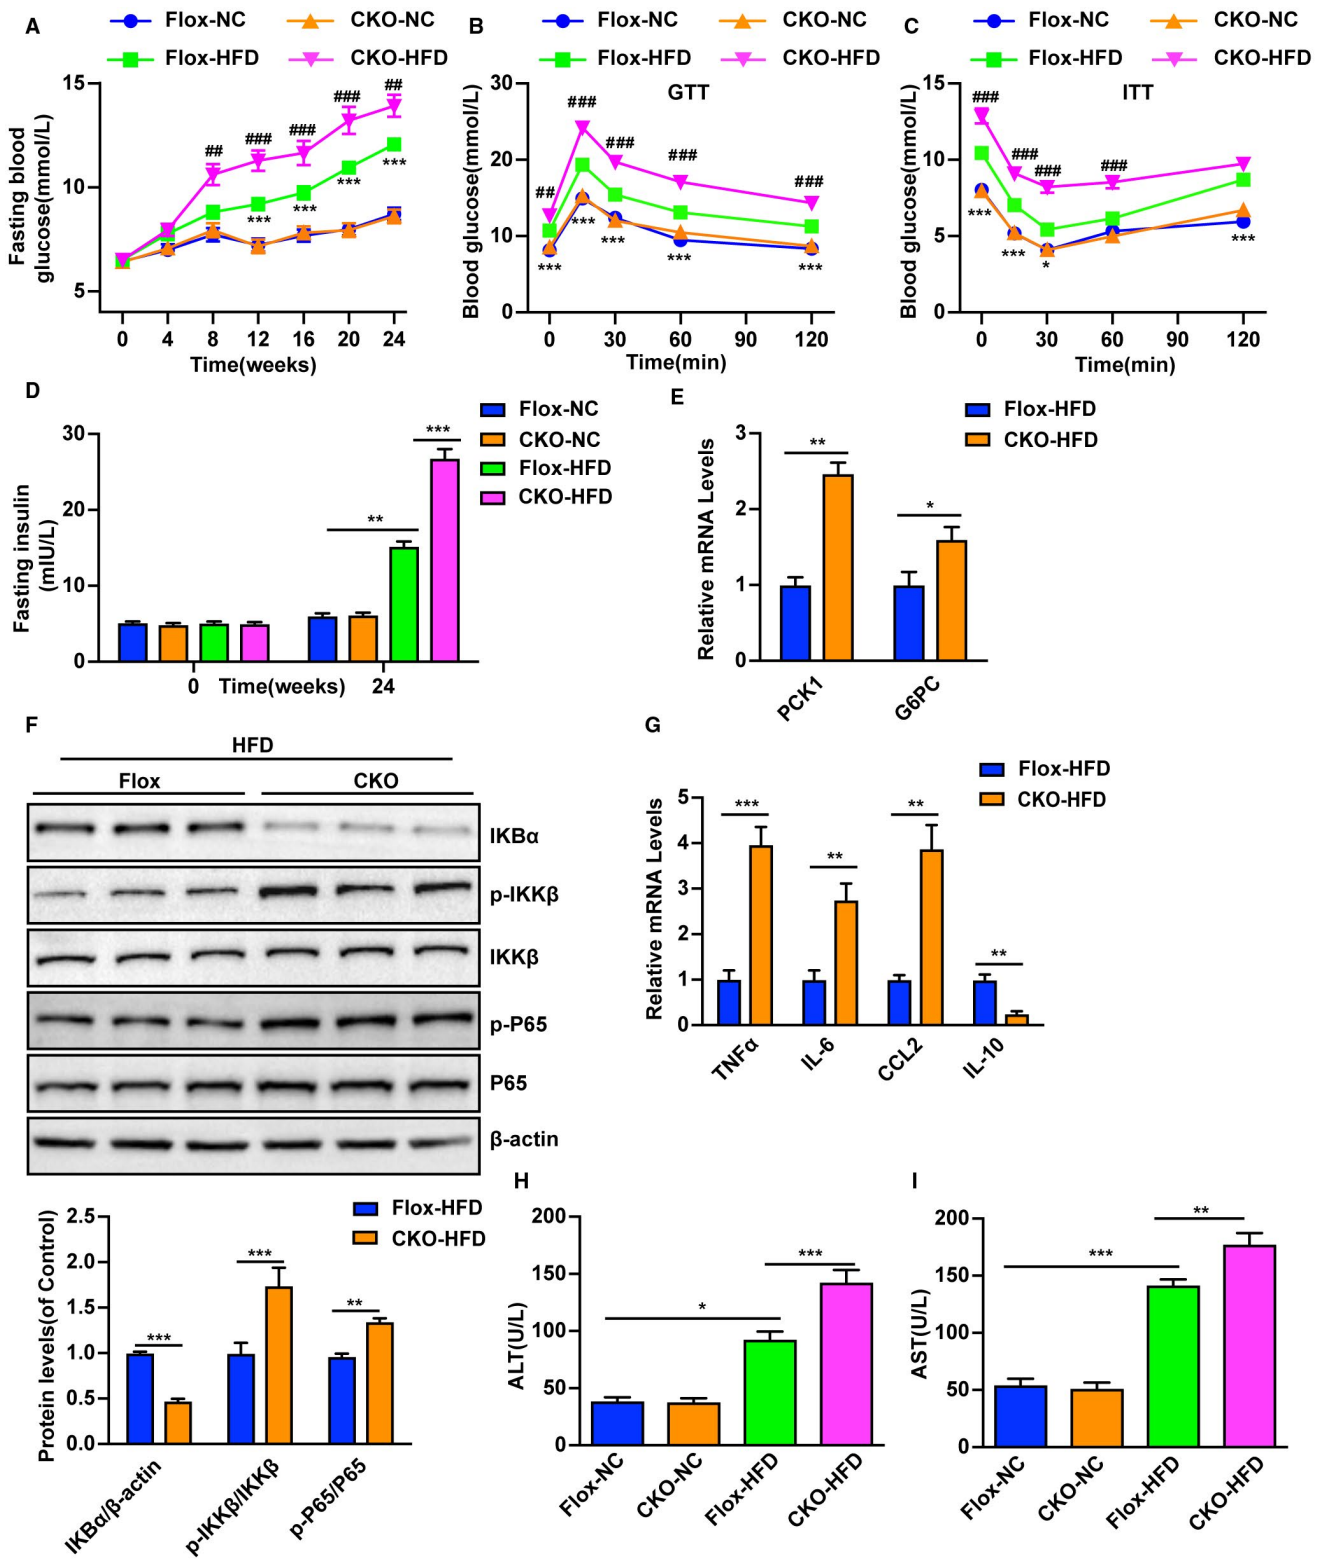 A
Flox-NC
CKO-NC
Flox-HFD
CKO-HFD
Fasting blood
glucose(mmol/L)
15
10
5
## ### ### ### ##
*** *** *** ***
0 4 8 12 16 20 24
Time(weeks)
B
Flox-NC
CKO-NC
Flox-HFD
CKO-HFD
GTT
Blood glucose(mmol/L)
30
20
10
0
## ### ### ### ###
*** *** *** *** ***
0 30 60 90 120
Time(min)
C
Flox-NC
CKO-NC
Flox-HFD
CKO-HFD
ITT
Blood glucose(mmol/L)
15
10
5
0
### ### ### ###
*** *** * ***
0 30 60 90 120
Time(min)
D
Flox-NC
CKO-NC
Flox-HFD
CKO-HFD
Fasting insulin
(mIU/L)
30
20
10
0
** ***
0 Time(weeks) 24
E
Flox-HFD
CKO-HFD
Relative mRNA Levels
3
2
1
0
** *
PCK1
G6PC
F
HFD
Flox CKO
IKBα
p-IKKβ
IKKβ
p-P65
P65
β-actin
Flox-HFD
CKO-HFD
Protein levels(of Control)
2.5
2.0
1.5
1.0
0.5
0.0
*** *** **
IKBα/β-actin
p-IKKβ/IKKβ
p-P65/P65
G
Flox-HFD
CKO-HFD
Relative mRNA Levels
5
4
3
2
1
0
*** ** ** **
TNFα
IL-6
CCL2
IL-10
H
ALT(U/L)
200
150
100
50
0
* ***
Flox-NC
CKO-NC
Flox-HFD
CKO-HFD
I
AST(U/L)
200
150
100
50
0
*** **
Flox-NC
CKO-NC
Flox-HFD
CKO-HFD